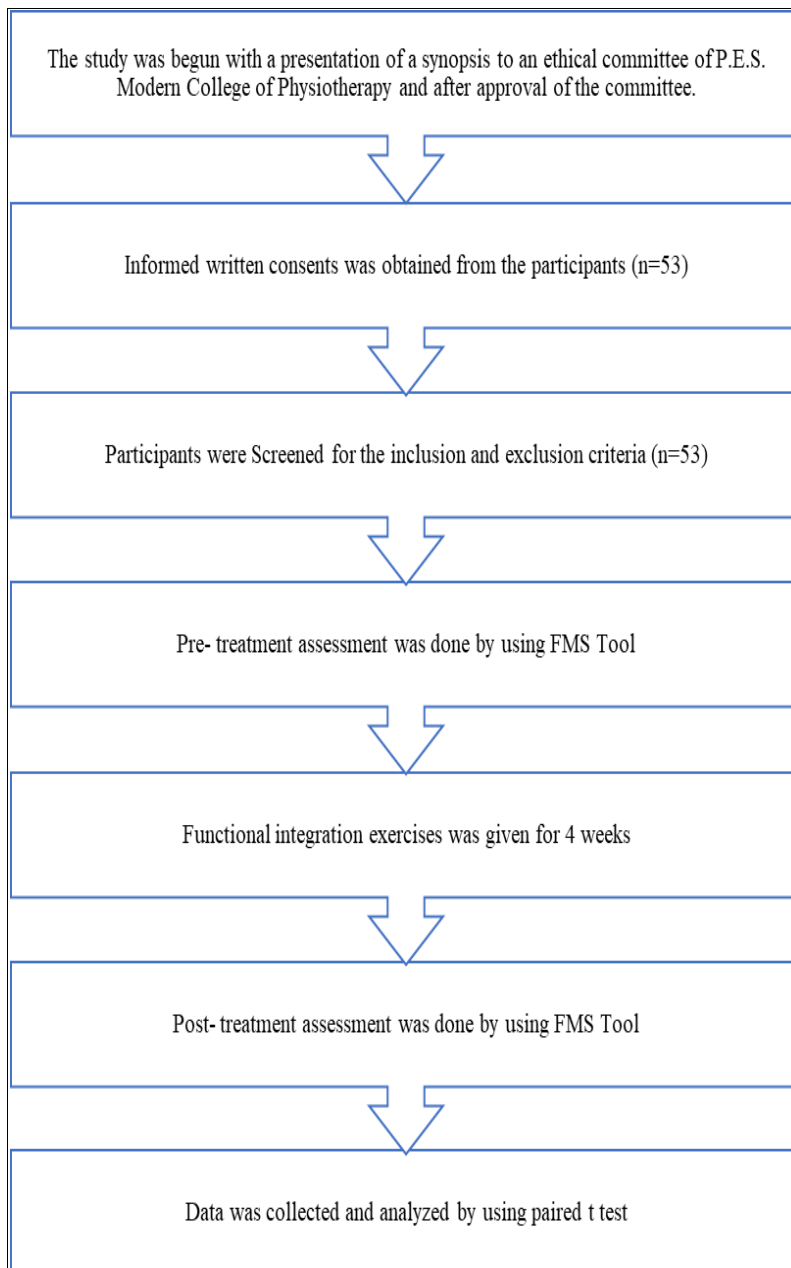 The study was begun with a presentation of a synopsis to an ethical committee of P.E.S.
Modern College of Physiotherapy and after approval of the committee.
Informed written consents was obtained from the participants (n=53)
Participants were Screened for the inclusion and exclusion criteria (n=53)
Pre- treatment assessment was done by using FMS Tool
Functional integration exercises was given for 4 weeks
Post- treatment assessment was done by using FMS Tool
Data was collected and analyzed by using paired t test